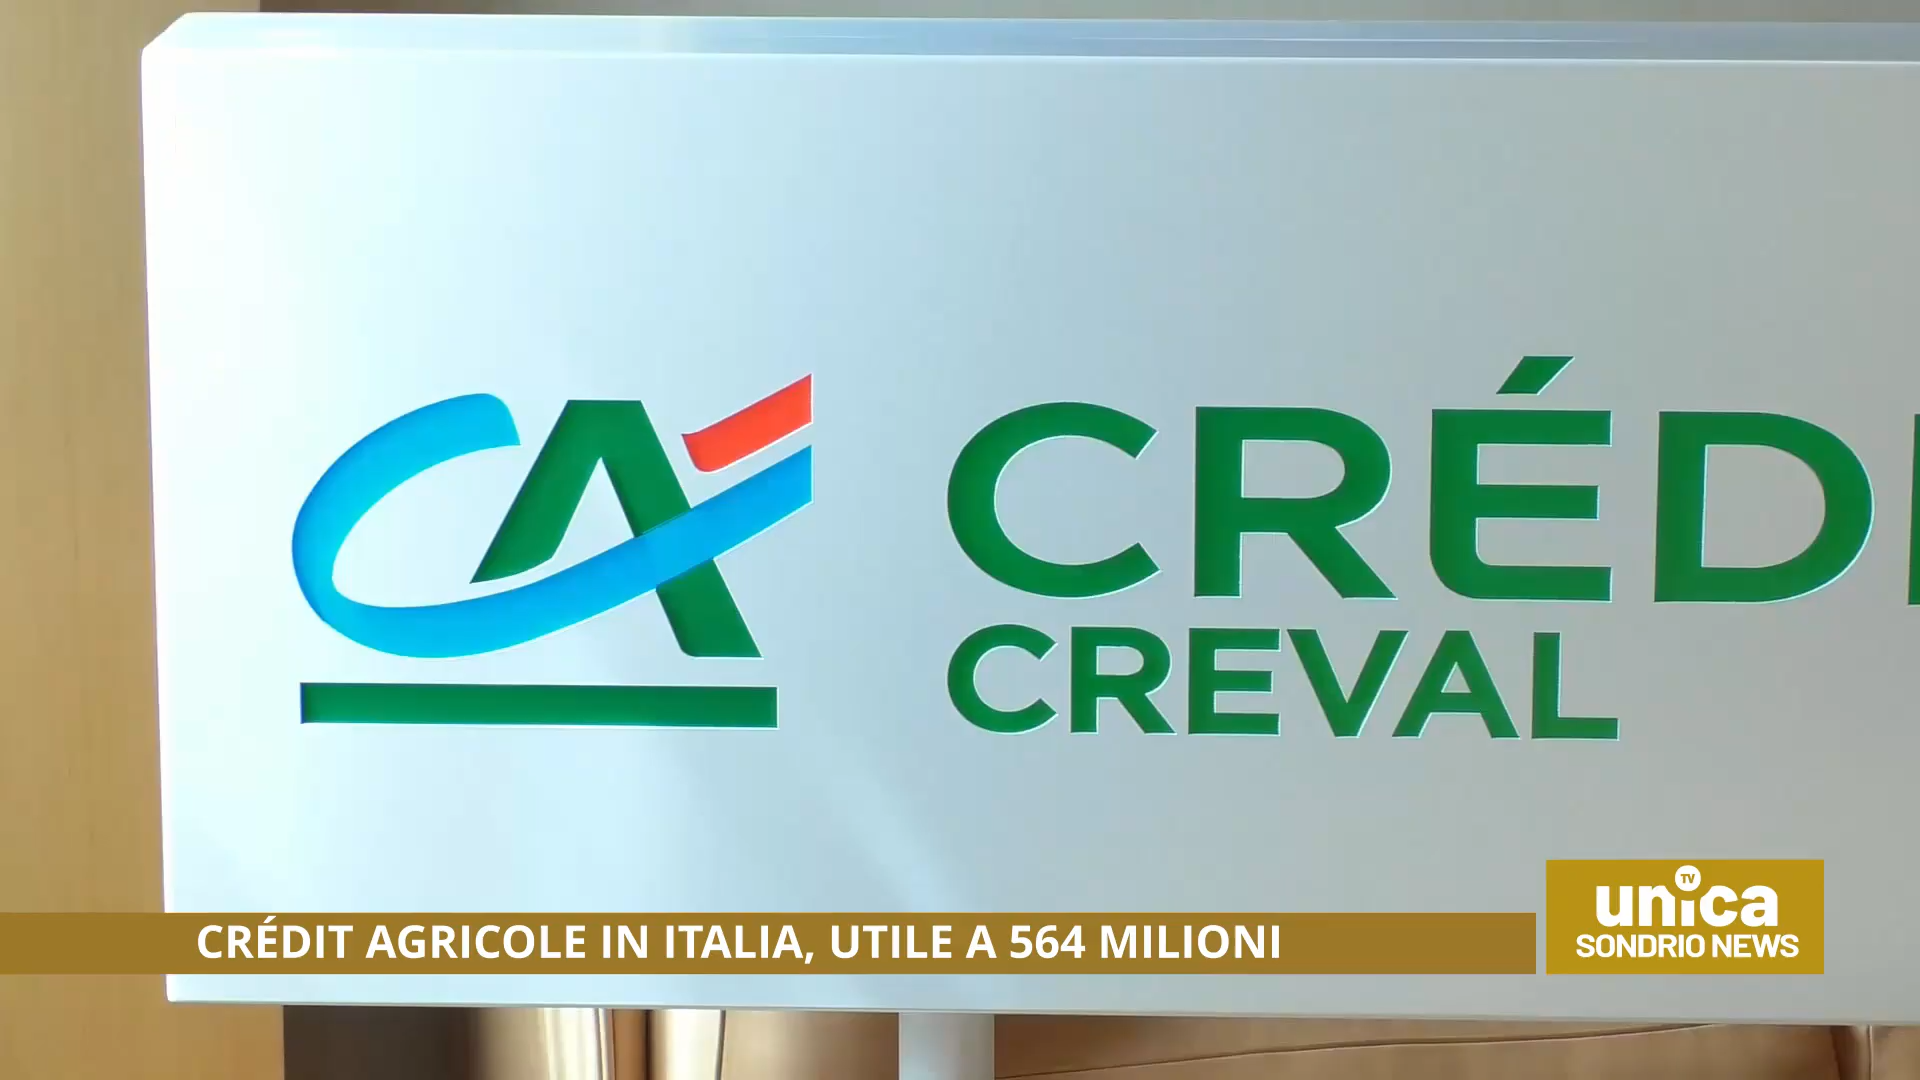 CA
CRÉD
CREVAL
CRÉDIT AGRICOLE IN ITALIA, UTILE A 564 MILIONI
unica TV
SONDRIO NEWS